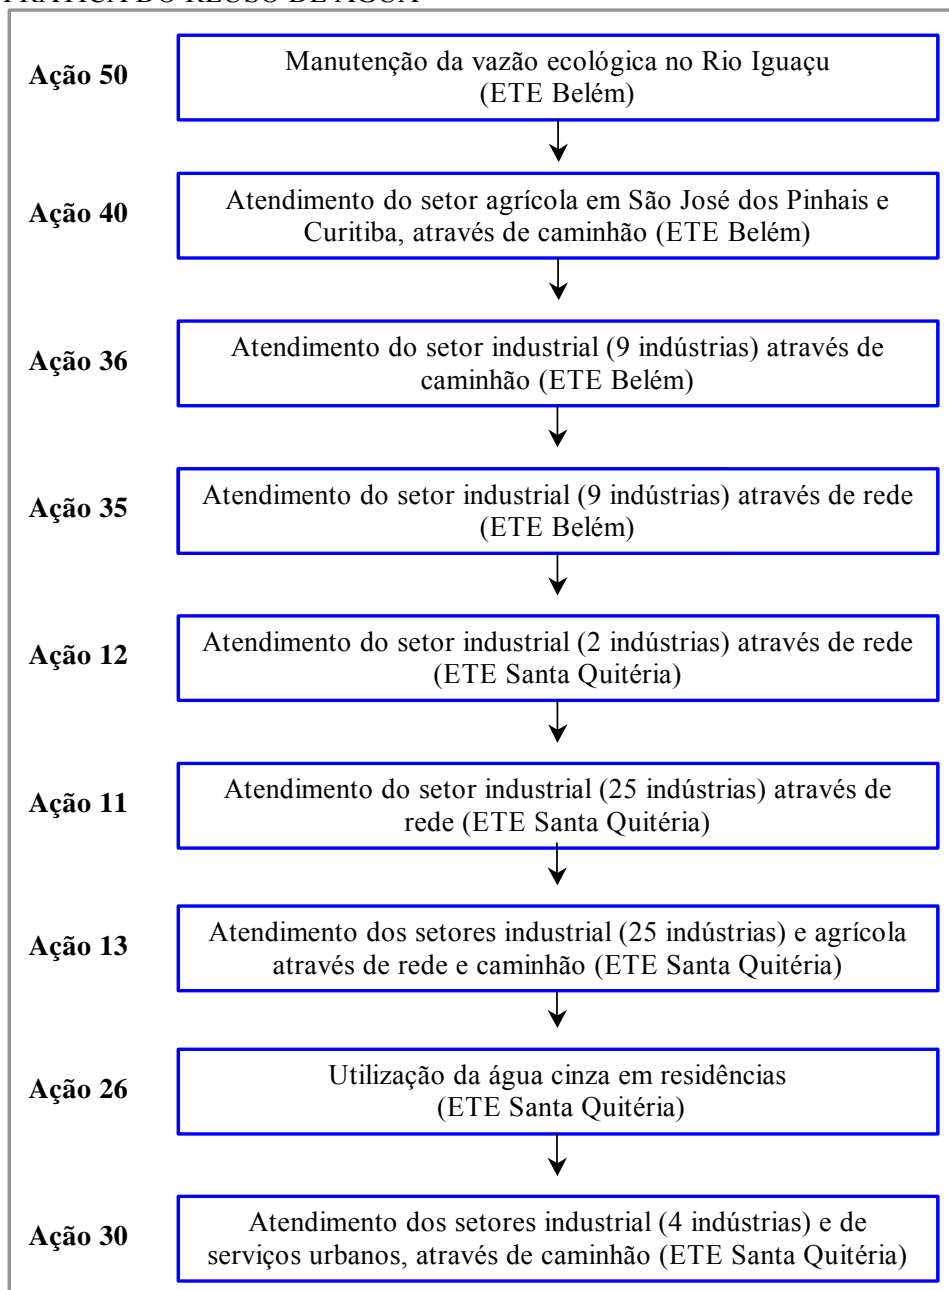 PRÁTICA DO REÚSO DE ÁGUA
Ação 50
Manutenção da vazão ecológica no Rio Iguaçu
(ETE Belém)
Ação 40
Atendimento do setor agrícola em São José dos Pinhais e
Curitiba, através de caminhão (ETE Belém)
Ação 36
Atendimento do setor industrial (9 indústrias) através de
caminhão (ETE Belém)
Ação 35
Atendimento do setor industrial (9 indústrias) através de rede
(ETE Belém)
Ação 12
Atendimento do setor industrial (2 indústrias) através de rede
(ETE Santa Quitéria)
Ação 11
Atendimento do setor industrial (25 indústrias) através de
rede (ETE Santa Quitéria)
Ação 13
Atendimento dos setores industrial (25 indústrias) e agrícola
através de rede e caminhão (ETE Santa Quitéria)
Ação 26
Utilização da água cinza em residências
(ETE Santa Quitéria)
Ação 30
Atendimento dos setores industrial (4 indústrias) e de
serviços urbanos, através de caminhão (ETE Santa Quitéria)